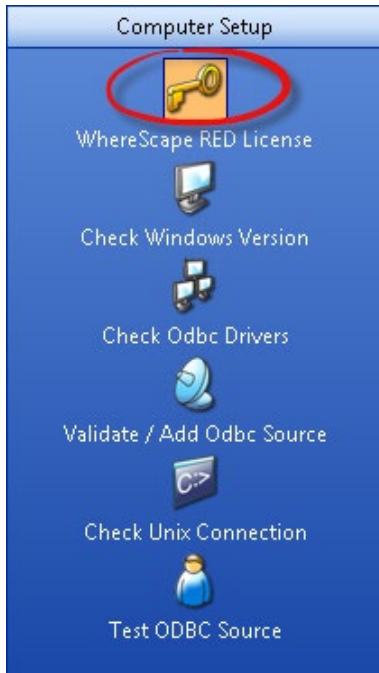 Computer Setup
WhereScape RED License
Check Windows Version
Check Odbc Drivers
Validate / Add Odbc Source
C:>
Check Unix Connection
Test ODBC Source